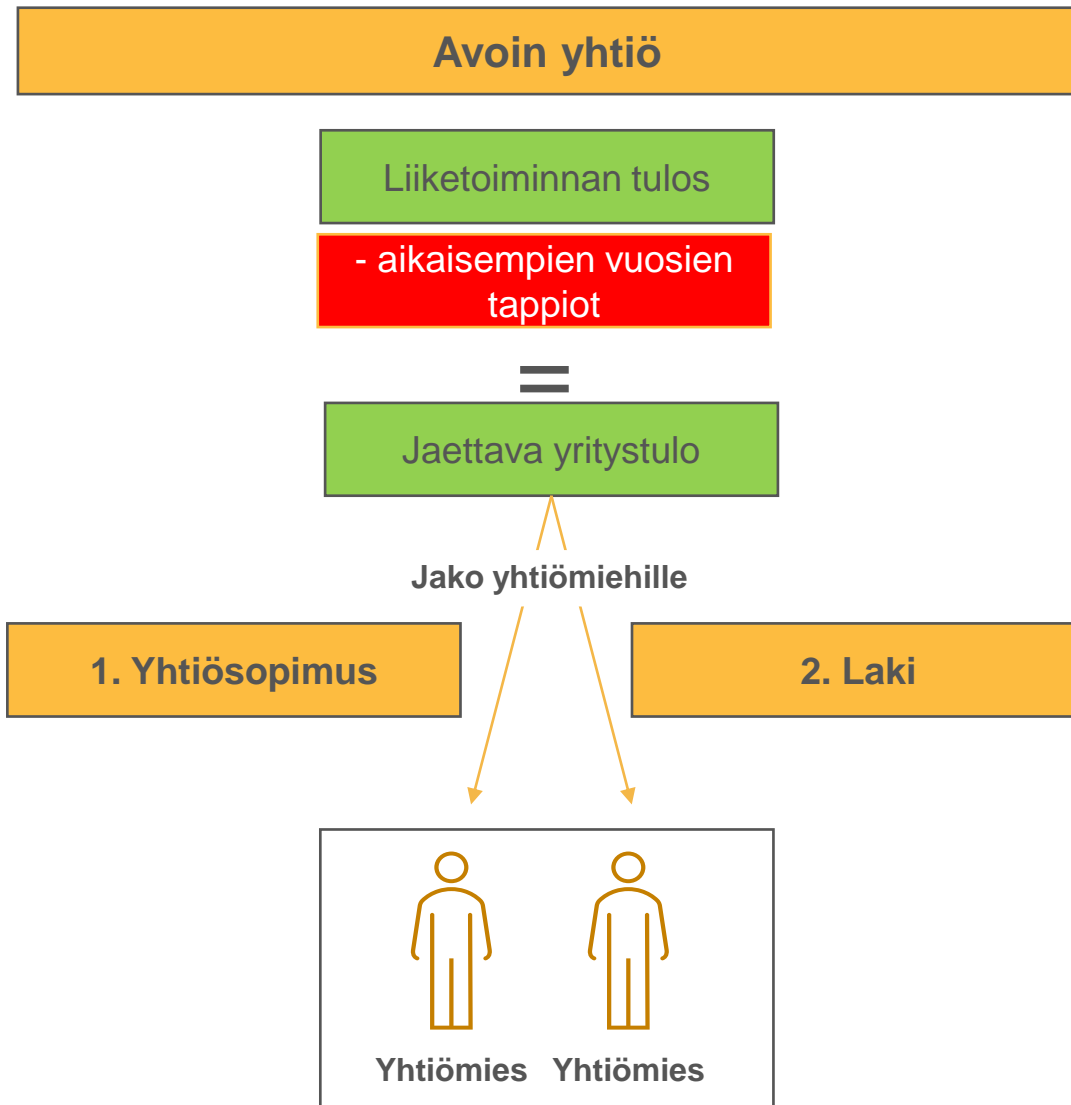 Avoin yhtiö
Liiketoiminnan tulos
- aikaisempien vuosien
tappiot
=
Jaettava yritystulo
Jako yhtiömiehille
1. Yhtiösopimus
2. Laki
Yhtiömies Yhtiömies